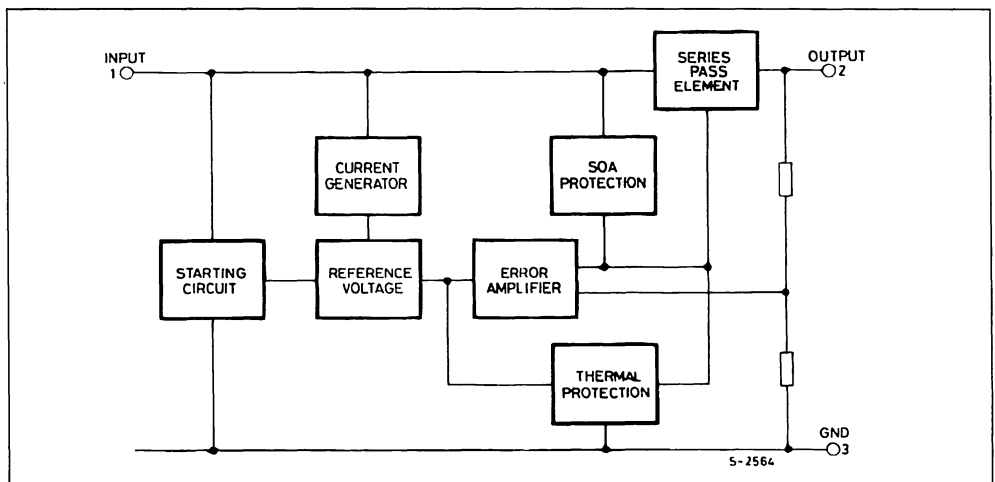 INPUT
1
SERIES
PASS
ELEMENT
OUTPUT
2
CURRENT
GENERATOR
SOA
PROTECTION
STARTING
CIRCUIT
REFERENCE
VOLTAGE
ERROR
AMPLIFIER
THERMAL
PROTECTION
GND
3
S-2564